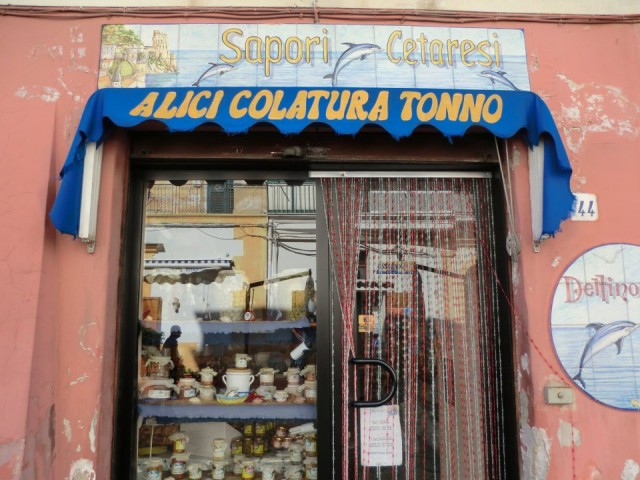 Sapori Cetaresi
ALICI COLATURA TONNO
44
Delfino